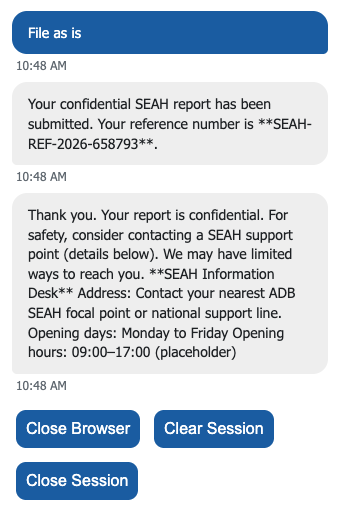 File as is
10:48 AM
Your confidential SEAH report has been
submitted. Your reference number is **SEAH-
REF-2026-658793**.
10:48 AM
Thank you. Your report is confidential. For
safety, consider contacting a SEAH support
point (details below). We may have limited
ways to reach you. **SEAH Information
Desk** Address: Contact your nearest ADB
SEAH focal point or national support line.
Opening days: Monday to Friday Opening
hours: 09:00–17:00 (placeholder)
10:48 AM
Close Browser
Clear Session
Close Session